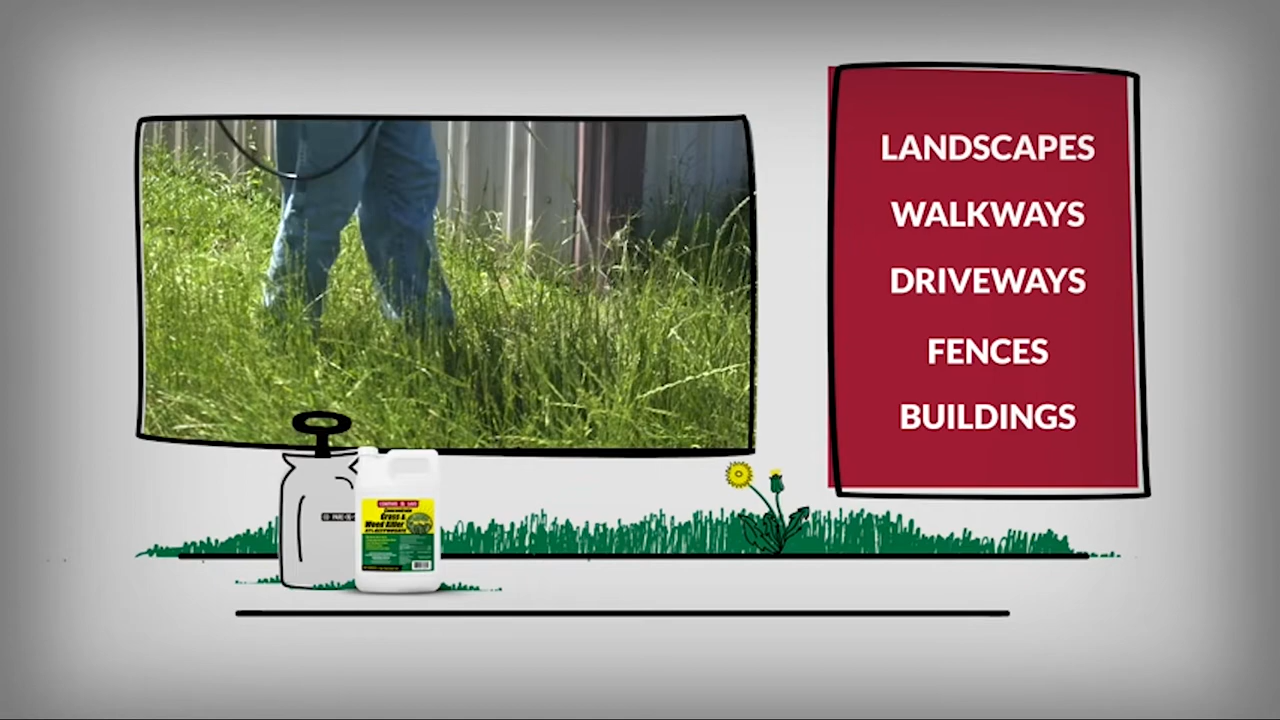 LANDSCAPES
WALKWAYS
DRIVEWAYS
FENCES
BUILDINGS
Grass &
Weed Killer